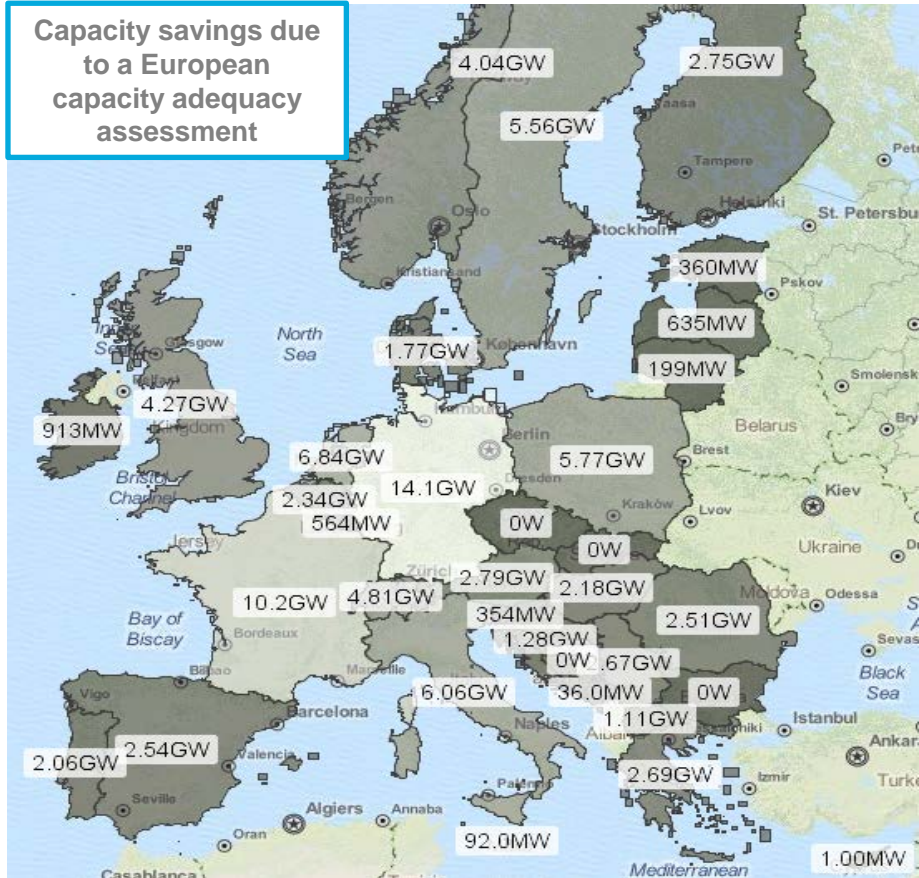 Capacity savings due
to a European
capacity adequacy
assessment
4.04GW
2.75GW
5.56GW
Tampere
Bergen
Oslo
Helsinki
Stockholm
St. Petersbu
Kristiansand
360MW
Pskov
North
Sea
635MW
Glasgow
1.77GW
København
199MW
Smolensk
4.27GW
Kingdom
913MW
Belarus
Berlin
6.84GW
Brest
5.77GW
Bristol
Channel
14.1GW
Dresden
2.34GW
564MW
0W
Kraków
Lvov
Kiev
Jersey
0W
Ukraine
Zürich
2.79GW
2.18GW
Moldova
10.2GW
4.81GW
Odessa
354MW
2.51GW
Bay of
Biscay
Bordeaux
1.28GW
Sevas
0W
2.67GW
Black
Sea
Bilbao
Marseille
36.0MW
0W
Vigo
6.06GW
Barcelona
Naples
1.11GW
Istanbul
2.06GW
2.54GW
Valencia
2.69GW
Ankar
Izmir
Turke
Palermo
Seville
Algiers
Annaba
Oran
92.0MW
1.00MW
Casablanca
Mediterranean